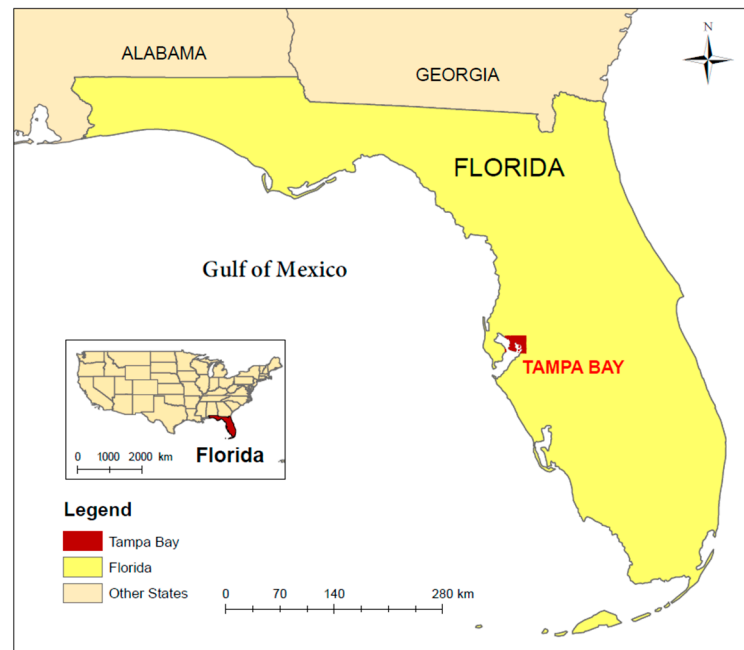 N
ALABAMA
GEORGIA
FLORIDA
Gulf of Mexico
TAMPA BAY
Florida
0 1000 2000 km
Legend
Tampa Bay
Florida
Other States
0 70 140 280 km